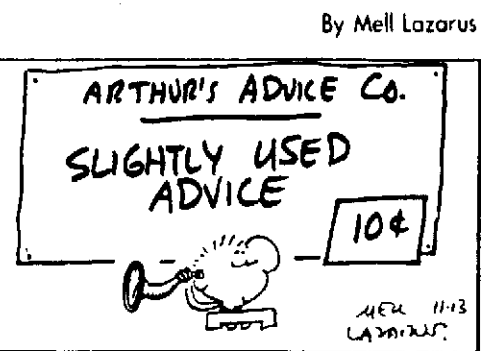 By Mell Lazarus
ARTHUR'S ADVICE Co.
SLIGHTLY USED
ADVICE
10¢
MELL 11-13
LAZARUS.